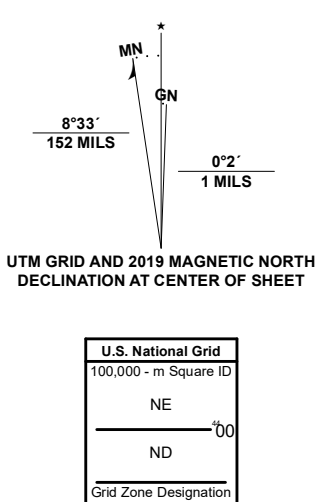 ★
MN
GN
8°33´
152 MILS
0°2´
1 MILS
UTM GRID AND 2019 MAGNETIC NORTH
DECLINATION AT CENTER OF SHEET
U.S. National Grid
100,000 - m Square ID
NE
⁴⁴00
ND
Grid Zone Designation